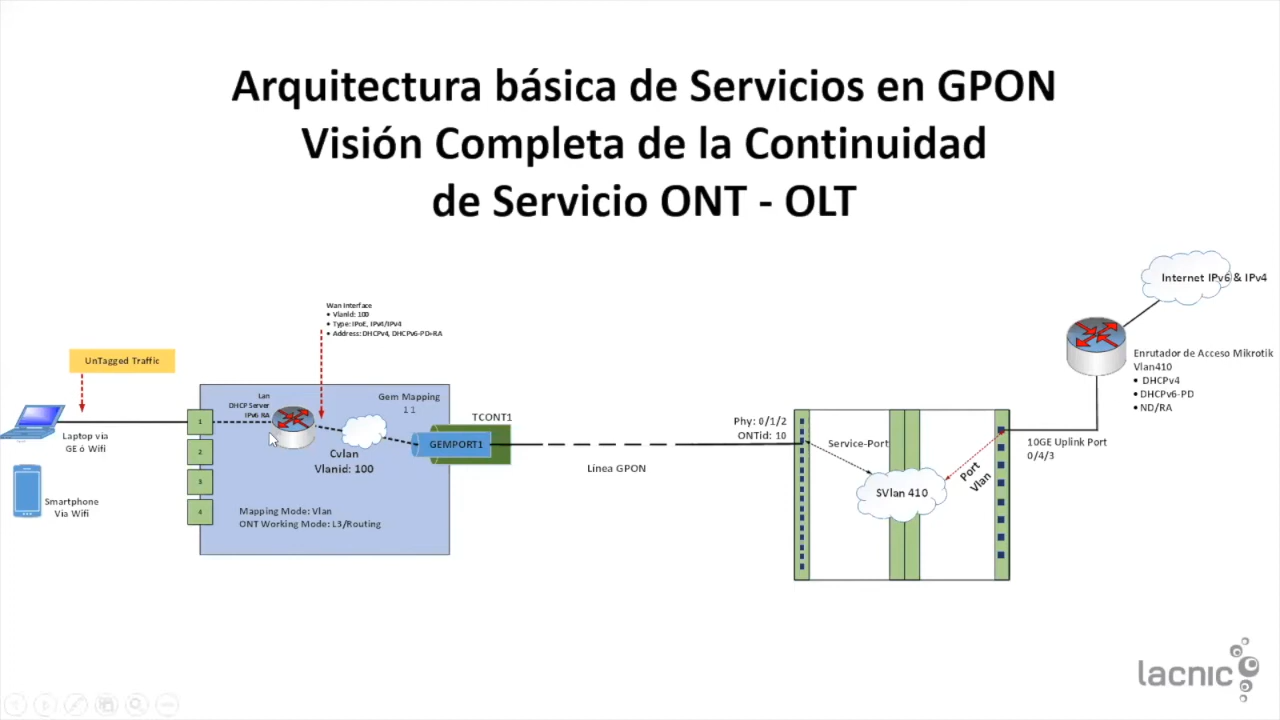 Arquitectura básica de Servicios en GPON
Visión Completa de la Continuidad
de Servicio ONT - OLT
Internet IPv6 & IPv4
Wan Interface
• VlanId: 100
• Type: IPoE, IPv4/IPv4
• Address: DHCPv4, DHCPv6-PD+RA
UnTagged Traffic
Enrutador de Acceso Mikrotik
Vlan410
• DHCPv4
• DHCPv6-PD
• ND/RA
Lan
DHCP Server
IPv6 RA
Gem Mapping
1 1
TCONT1
1
2
3
4
Laptop via
GE ó Wifi
GEMPORT1
Cvlan
Vlanid: 100
Línea GPON
Phy: 0/1/2
ONTid: 10
Service-Port
SVlan 410
Port
Vlan
10GE Uplink Port
0/4/3
Smartphone
Via Wifi
Mapping Mode: Vlan
ONT Working Mode: L3/Routing
lacnic